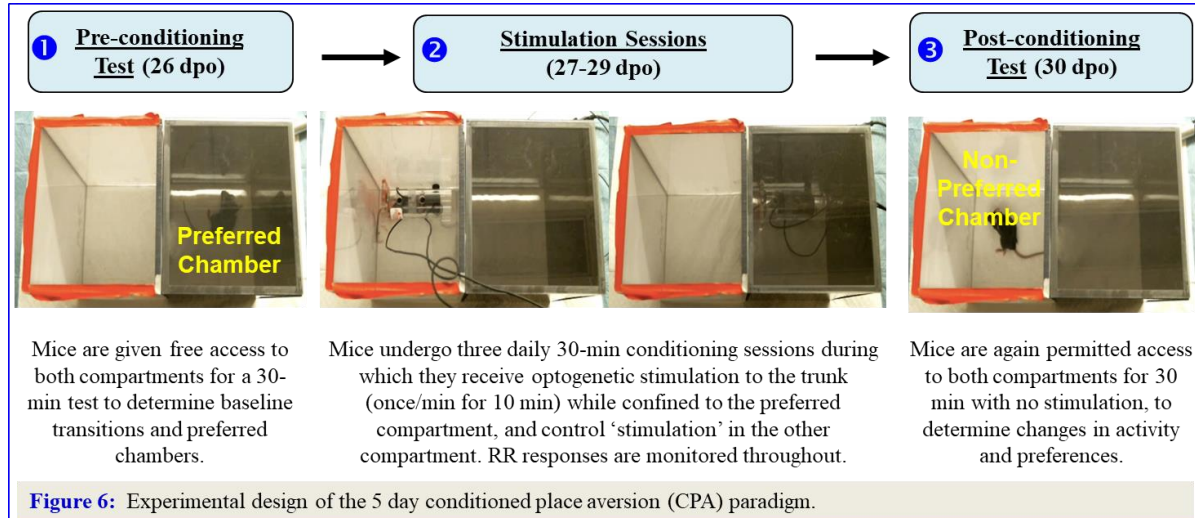 1 Pre-conditioning
Test (26 dpo)
2 Stimulation Sessions
(27-29 dpo)
3 Post-conditioning
Test (30 dpo)
Preferred
Chamber
Non-
Preferred
Chamber
Mice are given free access to
both compartments for a 30-
min test to determine baseline
transitions and preferred
chambers.
Mice undergo three daily 30-min conditioning sessions during
which they receive optogenetic stimulation to the trunk
(once/min for 10 min) while confined to the preferred
compartment, and control ‘stimulation’ in the other
compartment. RR responses are monitored throughout.
Mice are again permitted access
to both compartments for 30
min with no stimulation, to
determine changes in activity
and preferences.
Figure 6: Experimental design of the 5 day conditioned place aversion (CPA) paradigm.